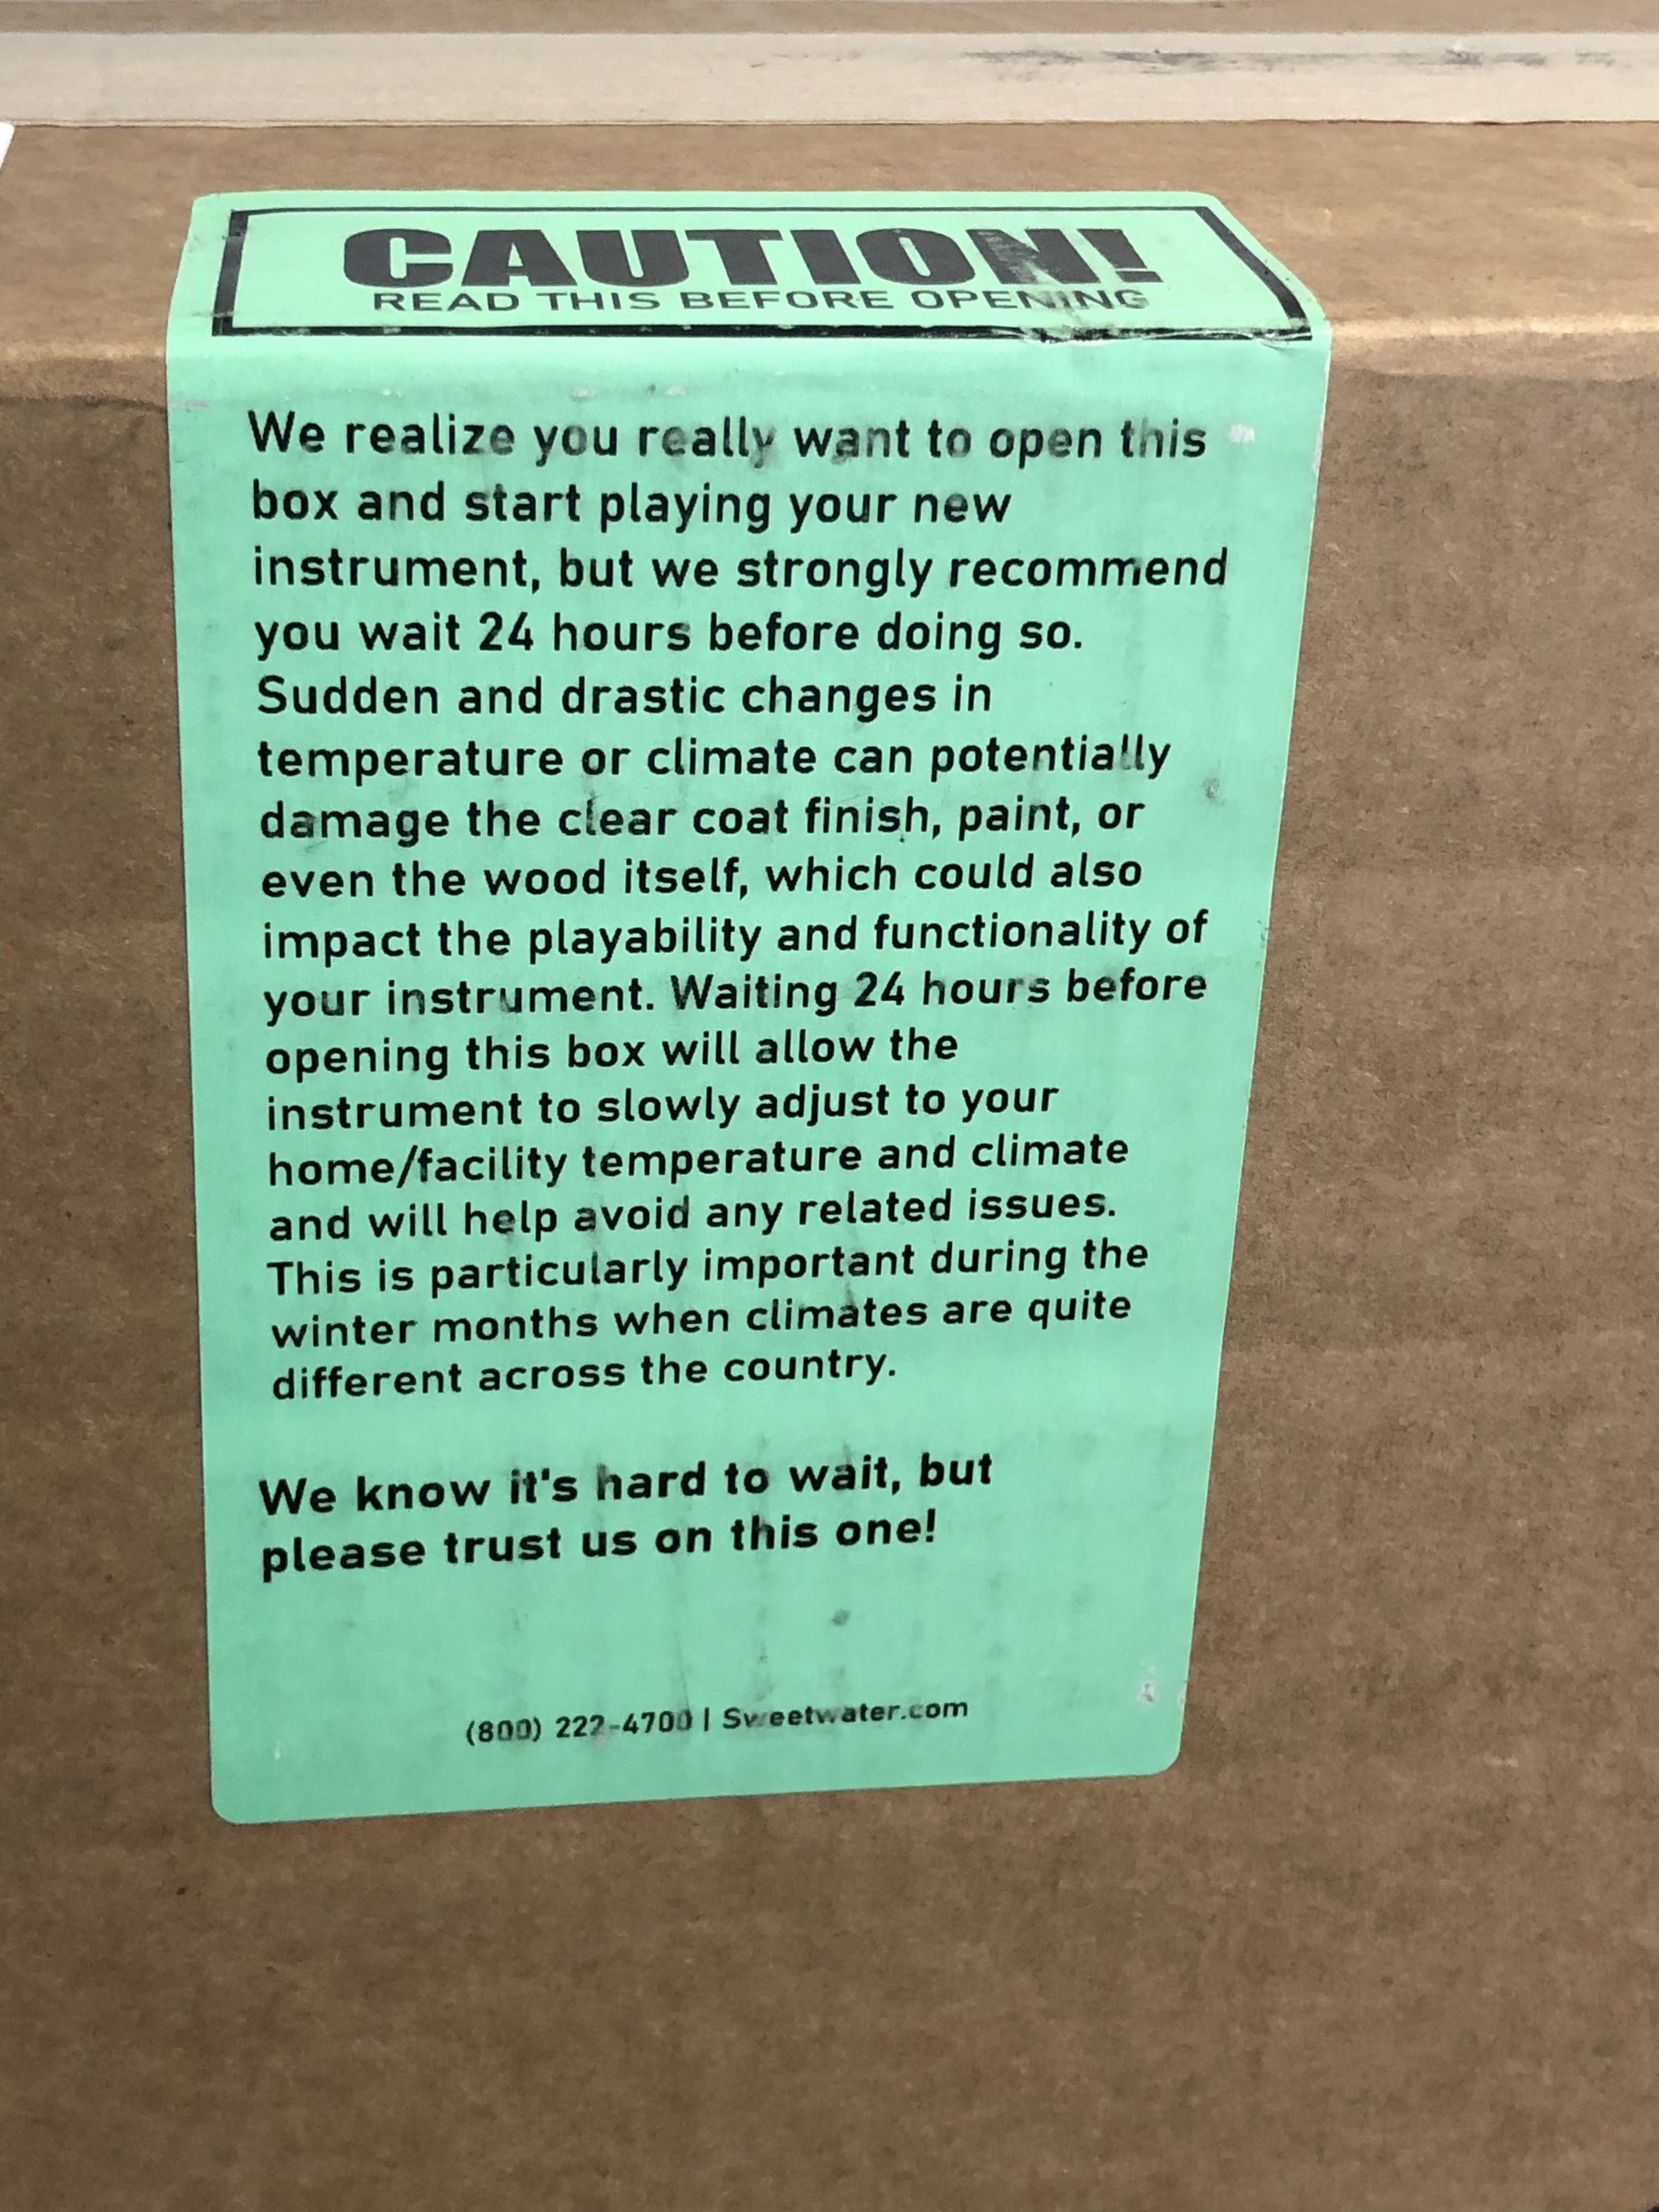 CAUTION!
READ THIS BEFORE OPENING
We realize you really want to open this
box and start playing your new
instrument, but we strongly recommend
you wait 24 hours before doing so.
Sudden and drastic changes in
temperature or climate can potentially
damage the clear coat finish, paint, or
even the wood itself, which could also
impact the playability and functionality of
your instrument. Waiting 24 hours before
opening this box will allow the
instrument to slowly adjust to your
home/facility temperature and climate
and will help avoid any related issues.
This is particularly important during the
winter months when climates are quite
different across the country.
We know it's hard to wait, but
please trust us on this one!
(800) 222-4700 | Sweetwater.com